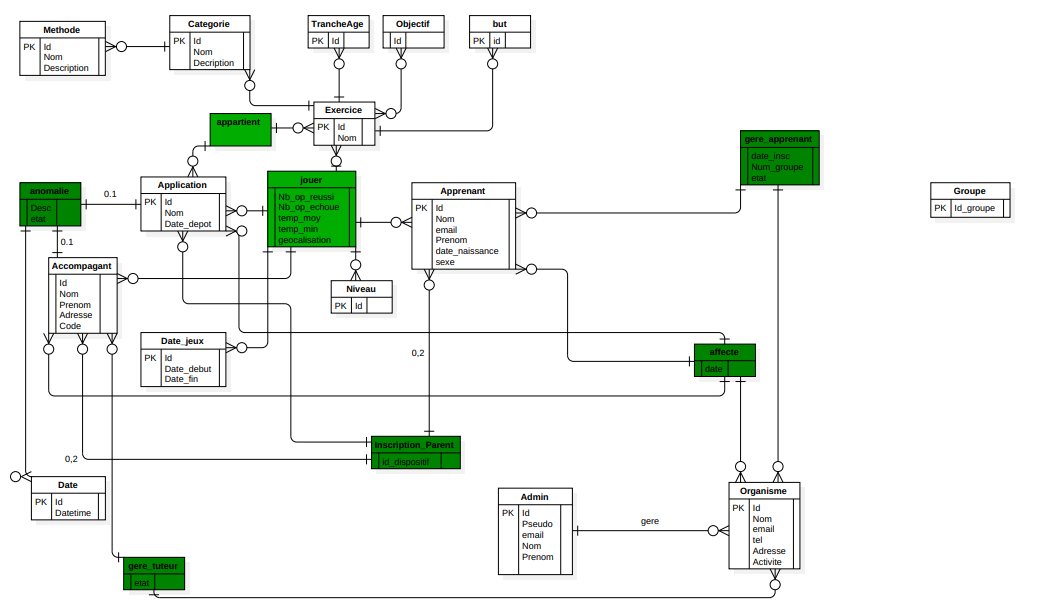 Methode
PK Id
Nom
Description
Categorie
PK Id
Nom
Decription
TrancheAge
PK Id
Objectif
Id
but
PK id
Exercice
PK Id
Nom
appartient
gere_apprenant
date_insc
Num_groupe
etat
anomalie
Desc
etat
0.1
0.1
Application
PK Id
Nom
Date_depot
jouer
Nb_op_reussi
Nb_op_echoue
temp_moy
temp_min
geocalisation
Apprenant
PK Id
Nom
email
Prenom
date_naissance
sexe
Groupe
PK Id_groupe
Accompagant
Id
Nom
Prenom
Adresse
Code
Niveau
PK Id
Date_jeux
PK Id
Date_debut
Date_fin
0,2
affecte
date
Inscription_Parent
id_dispositif
0,2
Date
PK Id
Datetime
Admin
PK Id
Pseudo
email
Nom
Prenom
gere
Organisme
PK Id
Nom
email
tel
Adresse
Activite
gere_tuteur
etat